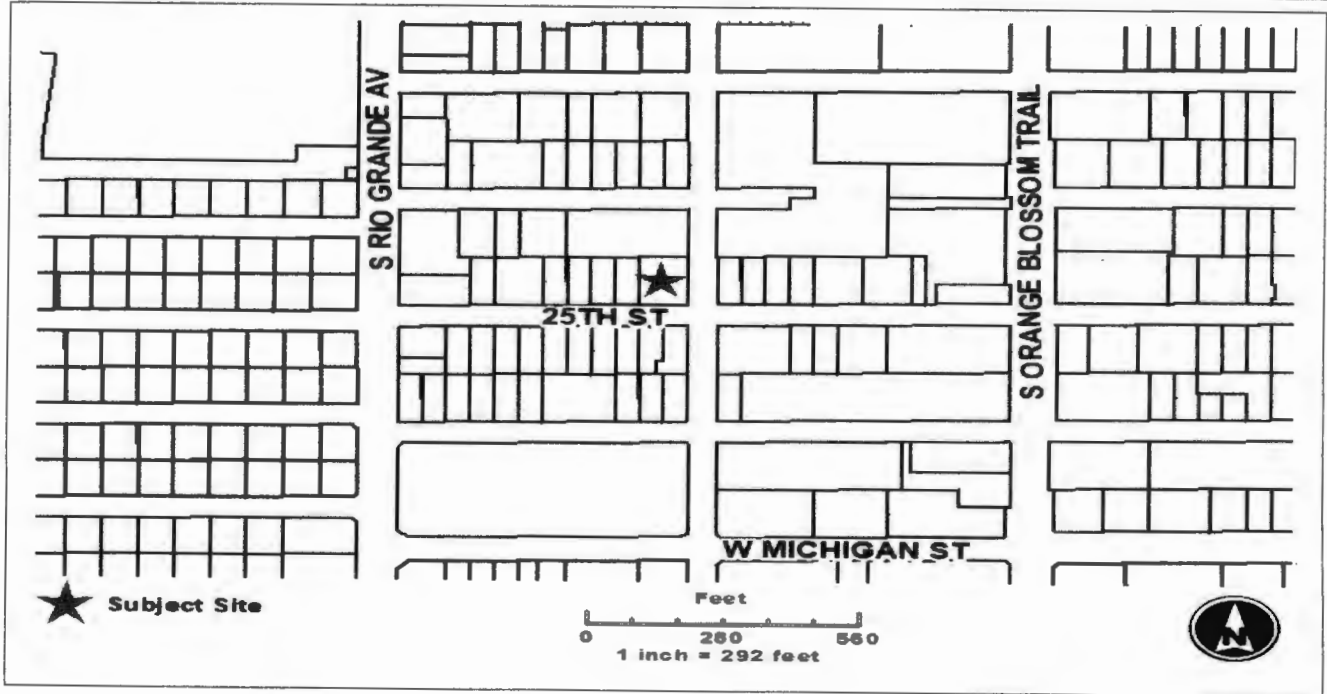 S RIO GRANDE AV
S ORANGE BLOSSOM TRAIL
25TH ST
W MICHIGAN ST
Subject Site
Feet
0 280 560
1 inch = 292 feet
N